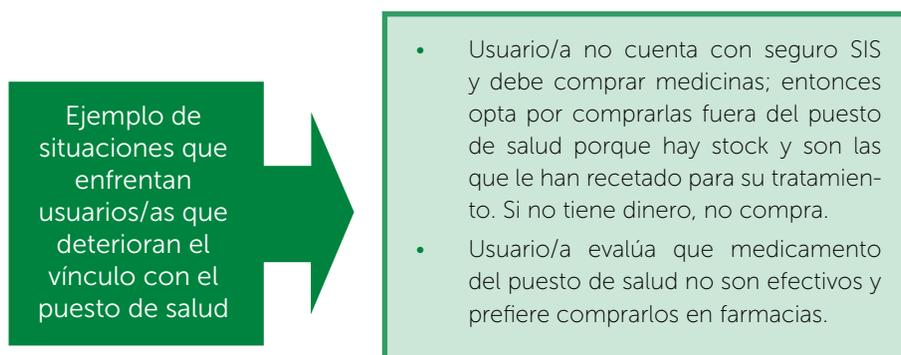 Ejemplo de
situaciones que
enfrentan
usuarios/as que
deterioran el
vínculo con el
puesto de salud
• Usuario/a no cuenta con seguro SIS
y debe comprar medicinas; entonces
opta por comprarlas fuera del puesto
de salud porque hay stock y son las
que le han recetado para su tratamien-
to. Si no tiene dinero, no compra.
• Usuario/a evalúa que medicamento
del puesto de salud no son efectivos y
prefiere comprarlos en farmacias.